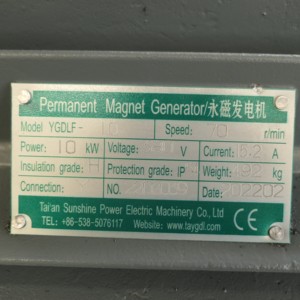 Permanent Magnet Generator/永磁发电机
Model YGDLF- Speed: r/min
Power: 10 kW Voltage: V Current: A
Insulation grade: H Protection grade: IP kg
Connection: NO. Date:
Tai'an Sunshine Power Electric Machinery Co., Ltd
TEL: +86-538-5076117 Website: www.taygdl.com